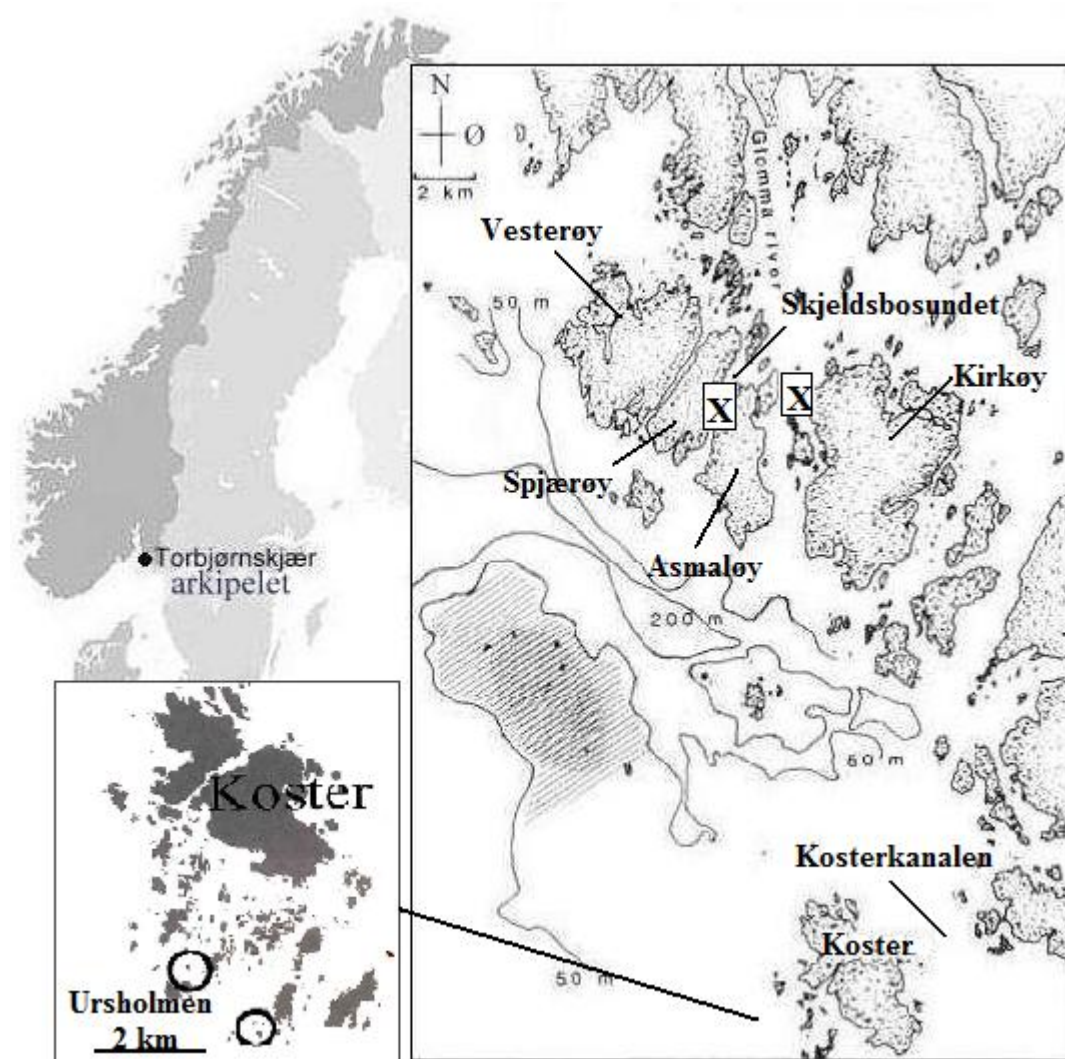 N
Ø
2 km
Glomma river
Vesterøy
50 m
Skjeldsbosundet
Kirkøy
X
X
Spjærøy
Asmaløy
Torbjørnskjær
arkipelet
200 m
50 m
Koster
Kosterkanalen
Koster
50 m
Ursholmen
2 km